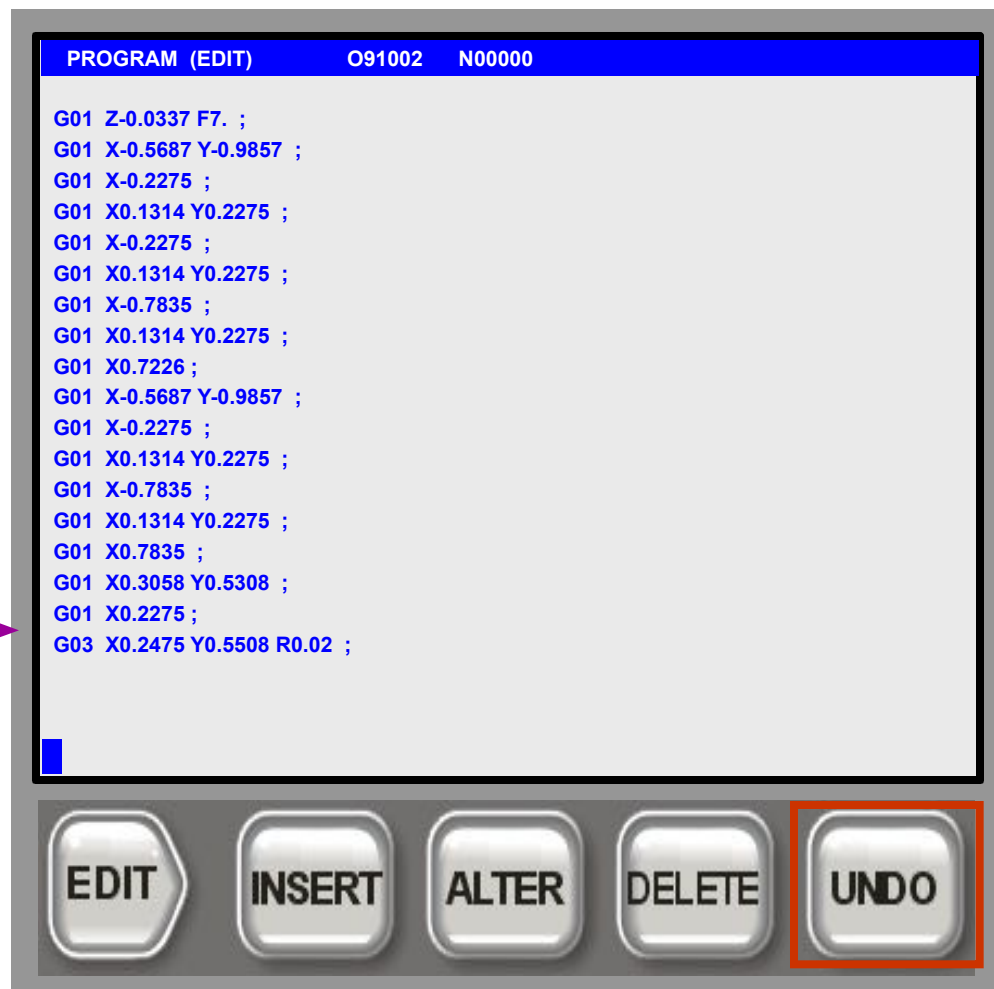 PROGRAM (EDIT) O91002 N00000
G01 Z-0.0337 F7. ;
G01 X-0.5687 Y-0.9857 ;
G01 X-0.2275 ;
G01 X0.1314 Y0.2275 ;
G01 X-0.2275 ;
G01 X0.1314 Y0.2275 ;
G01 X-0.7835 ;
G01 X0.1314 Y0.2275 ;
G01 X0.7226 ;
G01 X-0.5687 Y-0.9857 ;
G01 X-0.2275 ;
G01 X0.1314 Y0.2275 ;
G01 X-0.7835 ;
G01 X0.1314 Y0.2275 ;
G01 X0.7835 ;
G01 X0.3058 Y0.5308 ;
G01 X0.2275 ;
G03 X0.2475 Y0.5508 R0.02 ;
EDIT INSERT ALTER DELETE UNDO